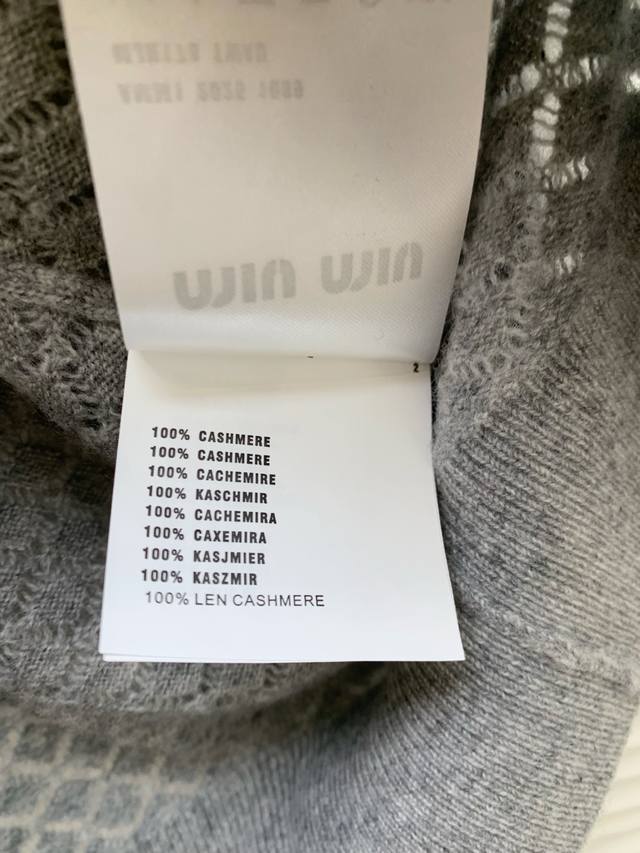 miu miu
2
100% CASHMERE
100% CASHMERE
100% CACHEMIRE
100% KASCHMIR
100% CACHEMIRA
100% CAXEMIRA
100% KASJMIER
100% KASZMIR
100% LEN CASHMERE